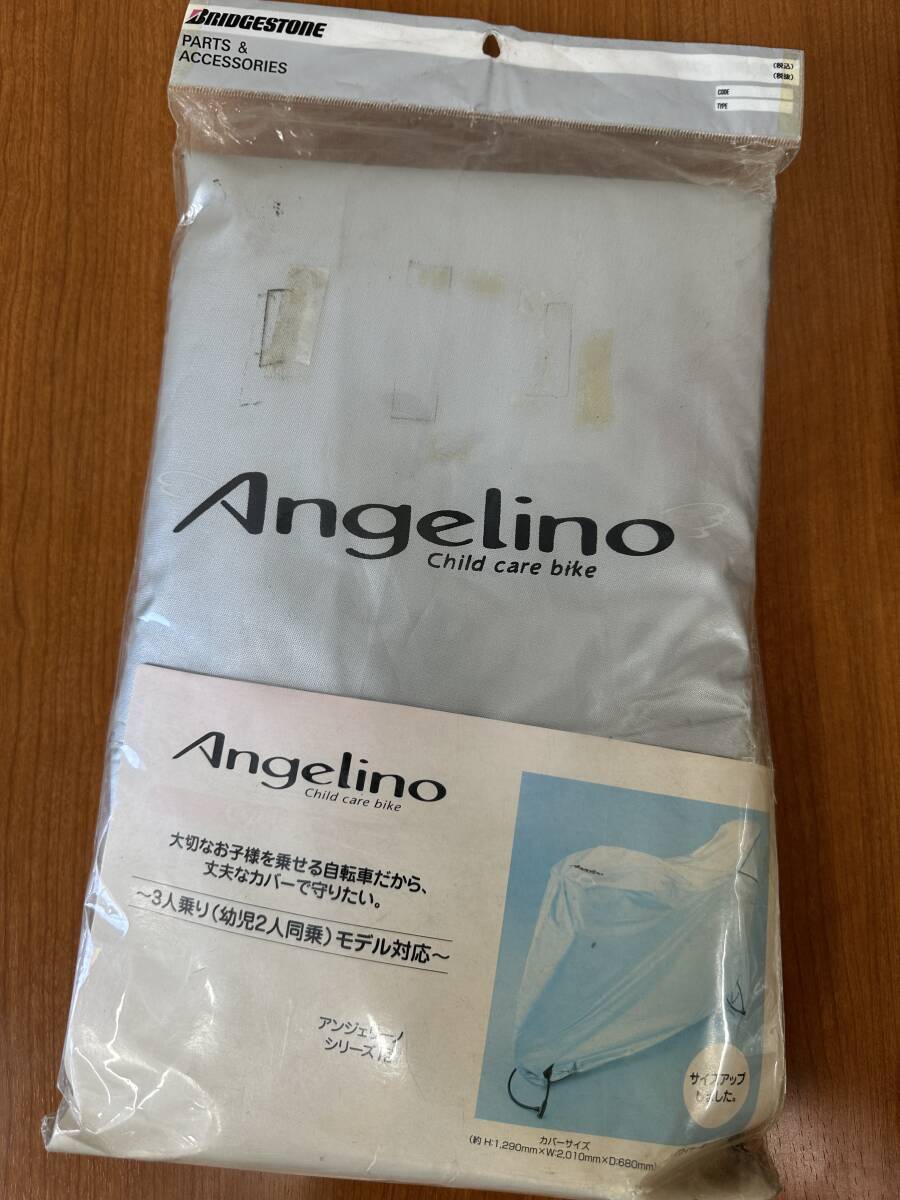 BRIDGESTONE
PARTS &
ACCESSORIES
(税込)
(税抜)
CODE
TYPE
Angelino
Child care bike
Angelino
Child care bike
大切なお子様を乗せる自転車だから、
丈夫なカバーで守りたい。
～3人乗り(幼児2人同乗)モデル対応～
アンジェリーノ
シリーズ用
サイズアップ
しました。
カバーサイズ
(約 H:1,290mm×W:2,010mm×D:680mm)